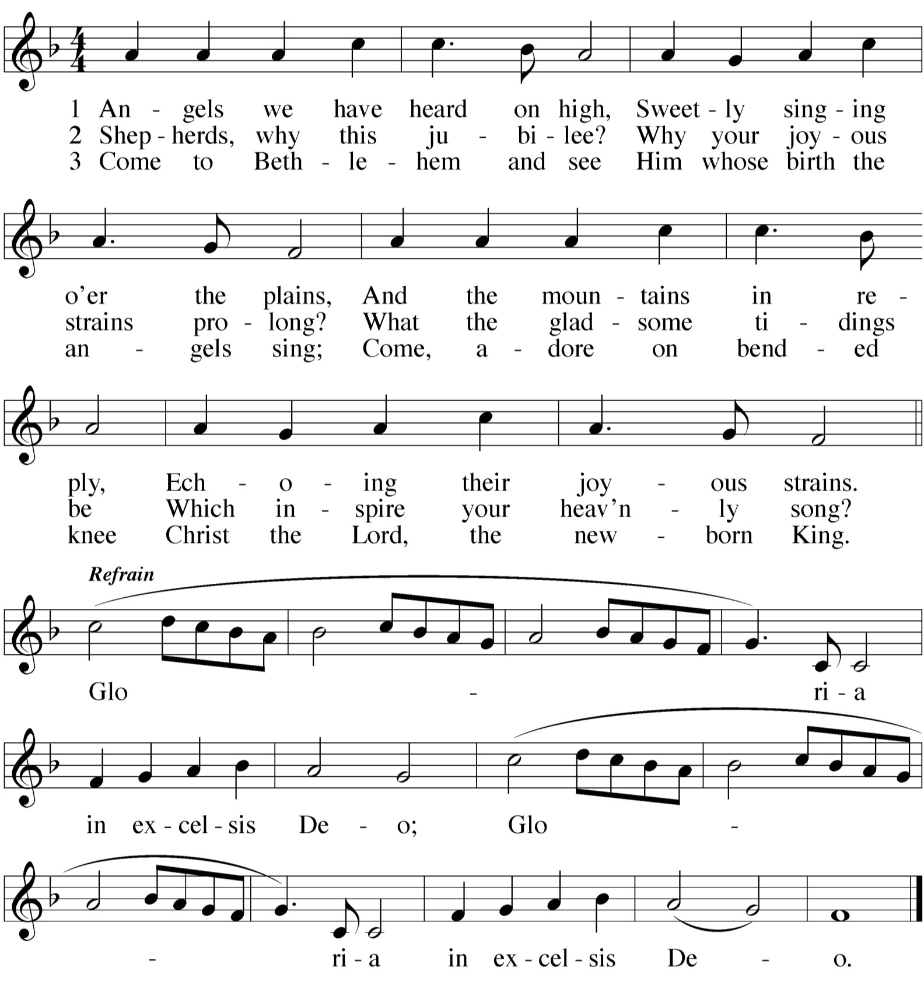 1 An - gels we have heard on high, Sweet - ly sing - ing
2 Shep - herds, why this ju - bi - lee? Why your joy - ous
3 Come to Beth - le - hem and see Him whose birth the
o’er the plains, And the moun - tains in re -
strains pro - long? What the glad - some ti - dings
an - gels sing; Come, a - dore on bend - ed
ply, Ech - o - ing their joy - ous strains.
be Which in - spire your heav’n - ly song?
knee Christ the Lord, the new - born King.
Refrain
Glo - ri - a
in ex - cel - sis De - o; Glo -
- ri - a in ex - cel - sis De - o.